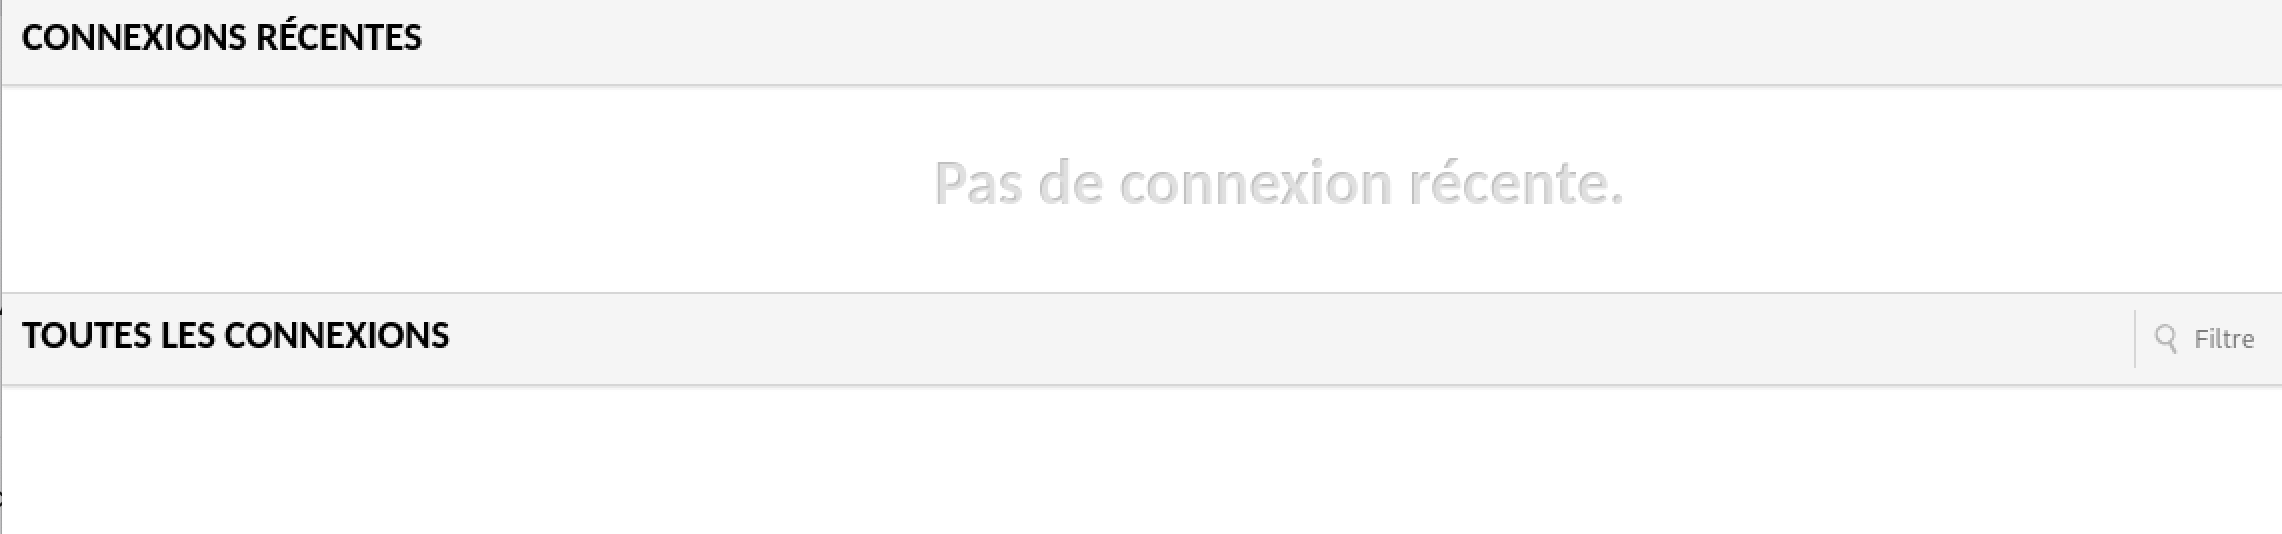 CONNEXIONS RÉCENTES
Pas de connexion récente.
TOUTES LES CONNEXIONS
Filtre